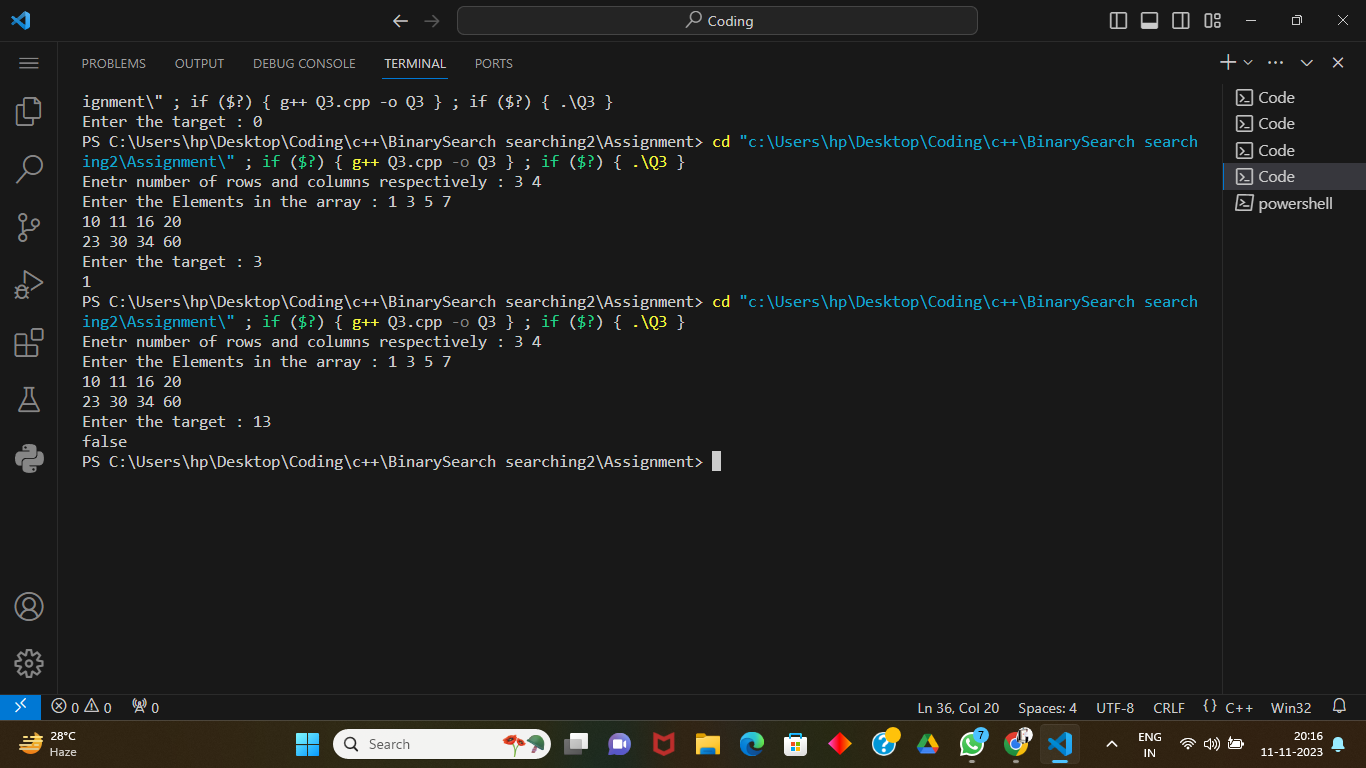 Coding
PROBLEMS OUTPUT DEBUG CONSOLE TERMINAL PORTS
ignment\" ; if ($?) { g++ Q3.cpp -o Q3 } ; if ($?) { .\Q3 }
Enter the target : 0
PS C:\Users\hp\Desktop\Coding\c++\BinarySearch searching2\Assignment> cd "c:\Users\hp\Desktop\Coding\c++\BinarySearch search
ing2\Assignment\" ; if ($?) { g++ Q3.cpp -o Q3 } ; if ($?) { .\Q3 }
Enetr number of rows and columns respectively : 3 4
Enter the Elements in the array : 1 3 5 7
10 11 16 20
23 30 34 60
Enter the target : 3
1
PS C:\Users\hp\Desktop\Coding\c++\BinarySearch searching2\Assignment> cd "c:\Users\hp\Desktop\Coding\c++\BinarySearch search
ing2\Assignment\" ; if ($?) { g++ Q3.cpp -o Q3 } ; if ($?) { .\Q3 }
Enetr number of rows and columns respectively : 3 4
Enter the Elements in the array : 1 3 5 7
10 11 16 20
23 30 34 60
Enter the target : 13
false
PS C:\Users\hp\Desktop\Coding\c++\BinarySearch searching2\Assignment>
Code
Code
Code
Code
powershell
0 0 0 Ln 36, Col 20 Spaces: 4 UTF-8 CRLF {} C++ Win32
28°C
Haze
Search
7
ENG
IN
20:16
11-11-2023